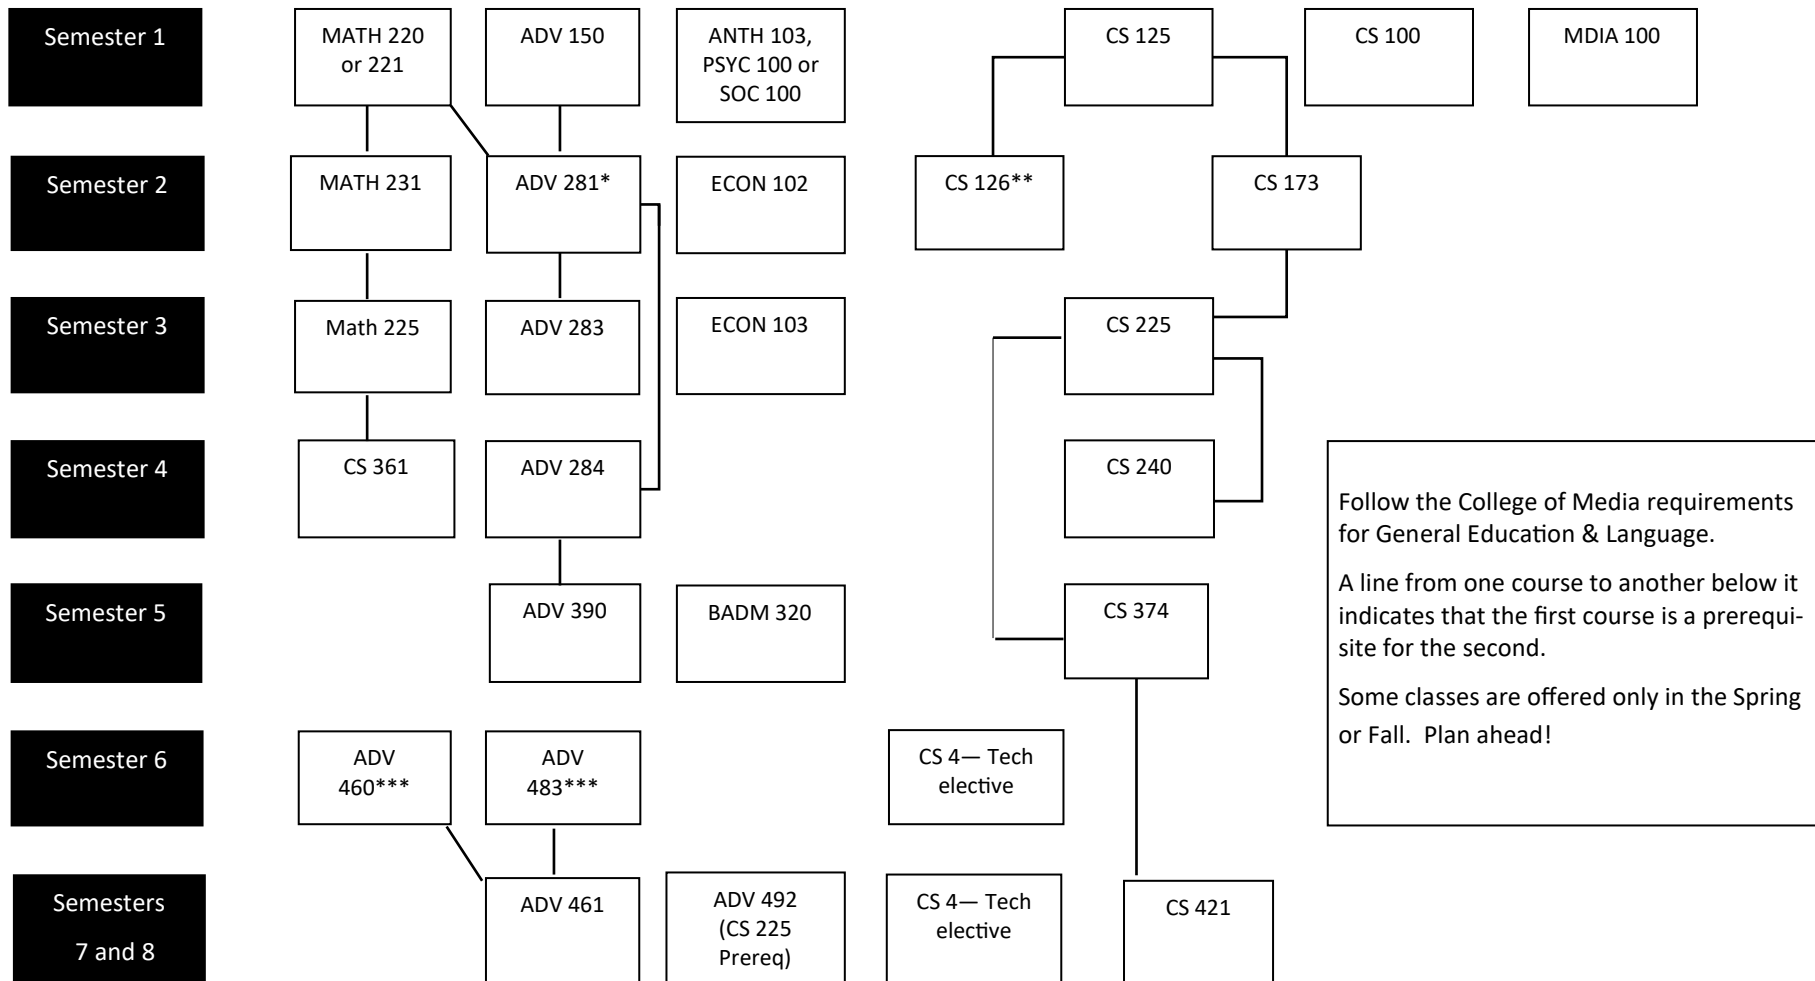 Semester 1
MATH 220
or 221
ADV 150
ANTH 103,
PSYC 100 or
SOC 100
CS 125
CS 100
MDIA 100
Semester 2
MATH 231
ADV 281*
ECON 102
CS 126**
CS 173
Semester 3
Math 225
ADV 283
ECON 103
CS 225
Semester 4
CS 361
ADV 284
CS 240
Follow the College of Media requirements
for General Education & Language.
A line from one course to another below it
indicates that the first course is a prerequi-
site for the second.
Some classes are offered only in the Spring
or Fall.  Plan ahead!
Semester 5
ADV 390
BADM 320
CS 374
Semester 6
ADV
460***
ADV
483***
CS 4— Tech
elective
Semesters
7 and 8
ADV 461
ADV 492
(CS 225
Prereq)
CS 4— Tech
elective
CS 421